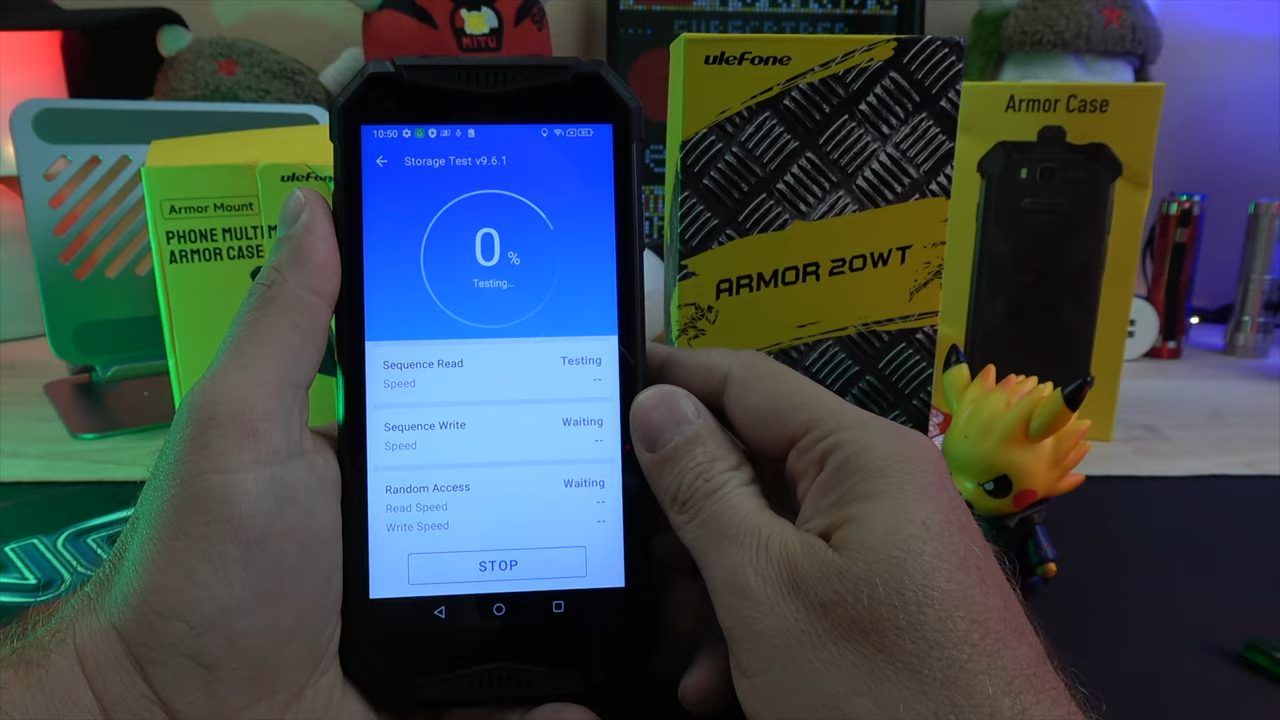 MITU
uleFone
Armor Case
ARMOR 20WT
uleFone
Armor Mount
PHONE MULTI
ARMOR CASE
10:50
Storage Test v9.6.1
0 %
Testing...
Sequence Read Testing
Speed --
Sequence Write Waiting
Speed --
Random Access Waiting
Read Speed --
Write Speed --
STOP